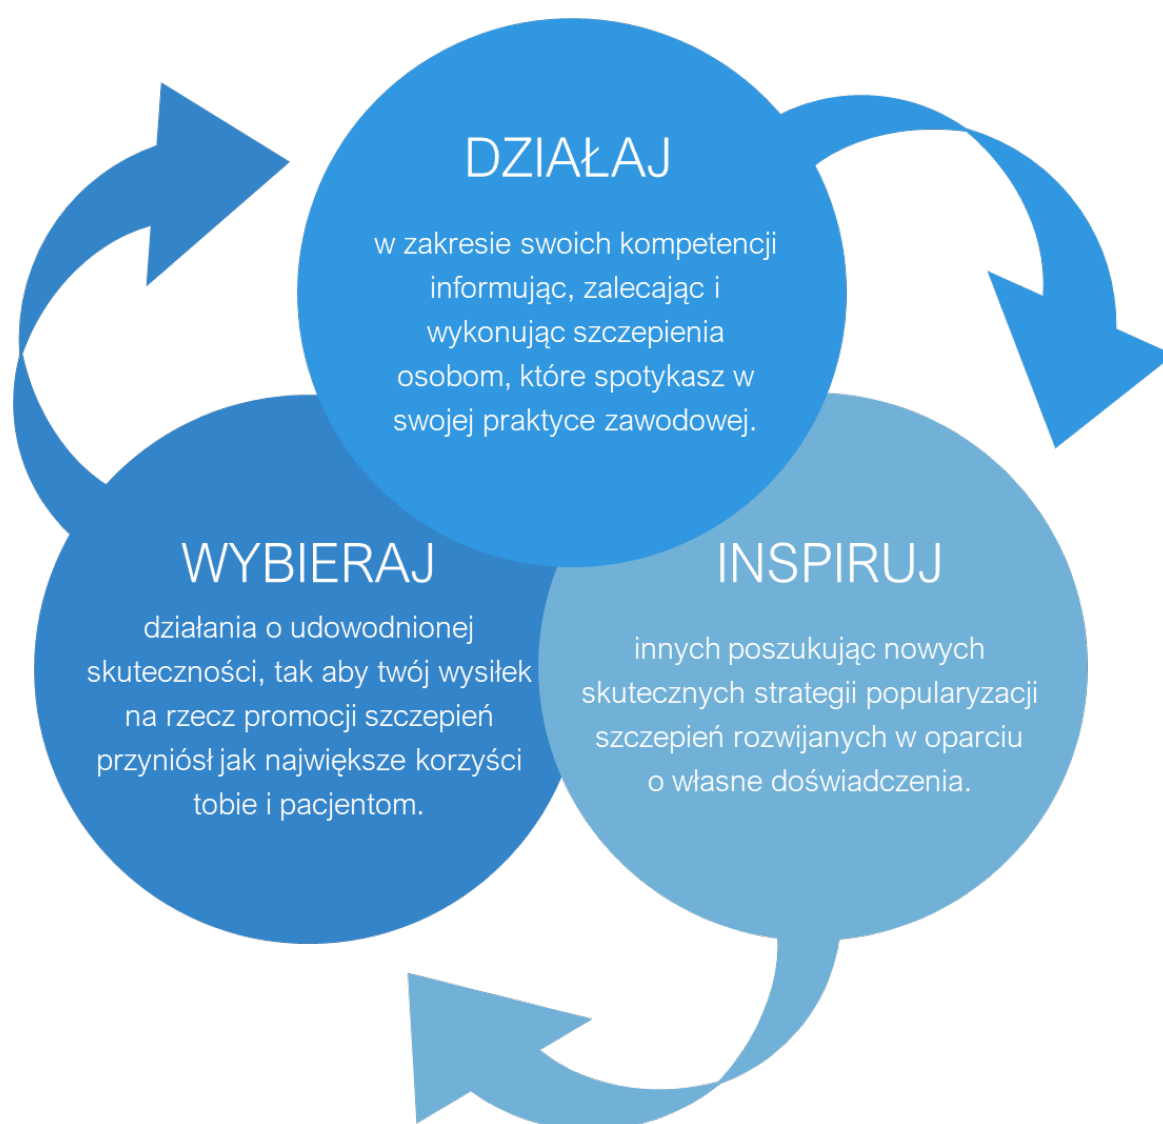 DZIAŁAJ
w zakresie swoich kompetencji
informując, zalecając i
wykonując szczepienia
osobom, które spotykasz w
swojej praktyce zawodowej.
WYBIERAJ
działania o udowodnionej
skuteczności, tak aby twój wysiłek
na rzecz promocji szczepień
przyniósł jak największe korzyści
tobie i pacjentom.
INSPIRUJ
innych poszukując nowych
skutecznych strategii popularyzacji
szczepień rozwijanych w oparciu
o własne doświadczenia.